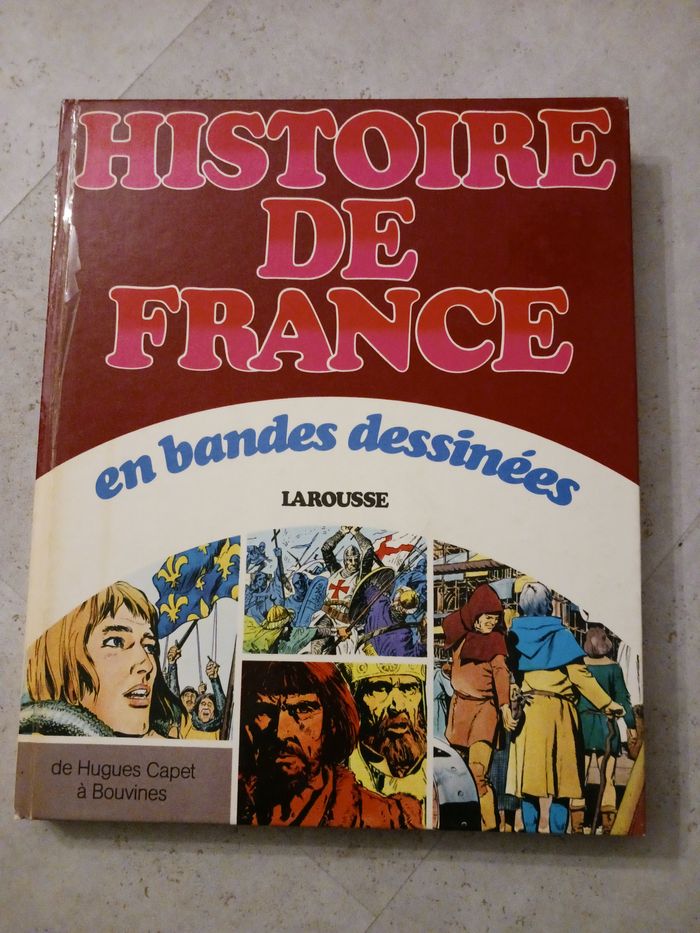 HISTOIRE
DE
FRANCE
en bandes dessinées
LAROUSSE
de Hugues Capet
à Bouvines